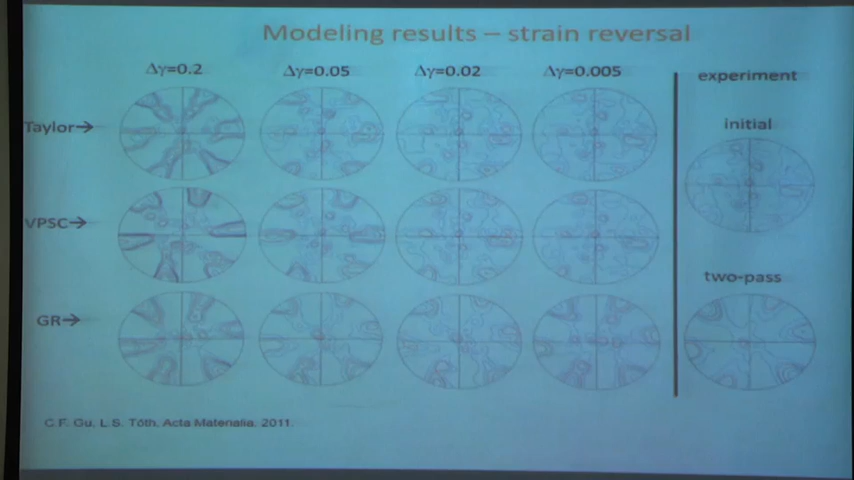 Modeling results – strain reversal
Δγ=0.2 Δγ=0.05 Δγ=0.02 Δγ=0.005 experiment
initial
Taylor→
VPSC→
two-pass
GR→
C.F. Gu, L.S. Tóth, Acta Materialia, 2011.